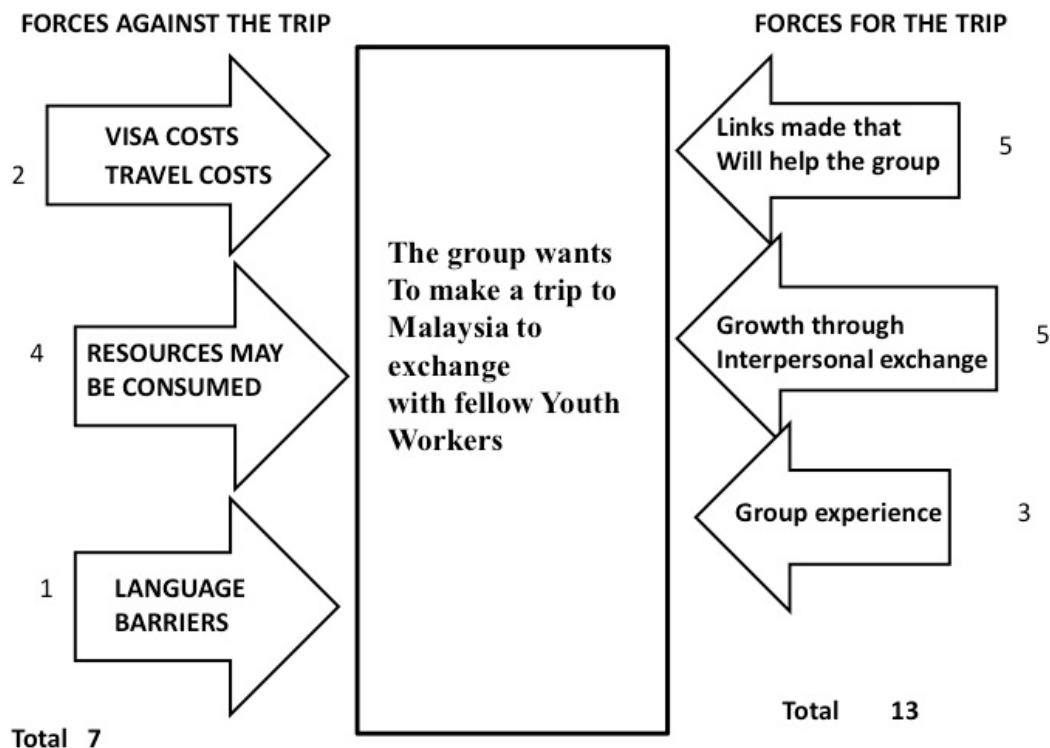 FORCES AGAINST THE TRIP
VISA COSTS
TRAVEL COSTS
2
4
RESOURCES MAY
BE CONSUMED
1
LANGUAGE
BARRIERS
Total 7
The group wants
To make a trip to
Malaysia to
exchange
with fellow Youth
Workers
FORCES FOR THE TRIP
Links made that
Will help the group
5
Growth through
Interpersonal exchange
5
Group experience
3
Total 13